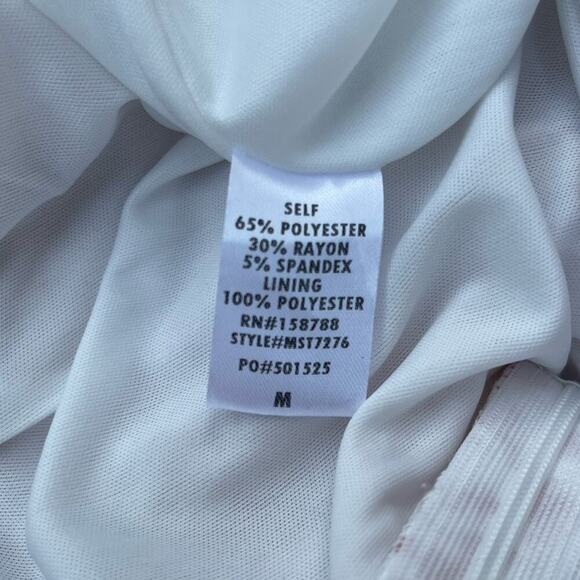 SELF
65% POLYESTER
30% RAYON
5% SPANDEX
LINING
100% POLYESTER
RN#158788
STYLE#MST7276
PO#501525
M